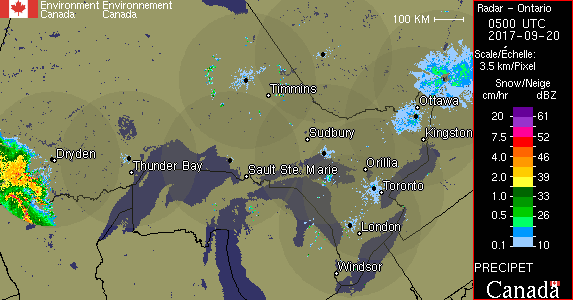 Environment Environnement
Canada Canada
100 KM
Timmins
Ottawa
Sudbury
Kingston
Dryden
Thunder Bay
Sault Ste. Marie
Orillia
Toronto
London
Windsor
Radar - Ontario
0500 UTC
2017-09-20
Scale/Échelle:
3.5 km/Pixel
Snow/Neige
cm/hr dBZ
20 61
7.5 52
4.0 46
2.0 39
1.0 33
0.5 26
0.1 10
PRECIPET
Canada